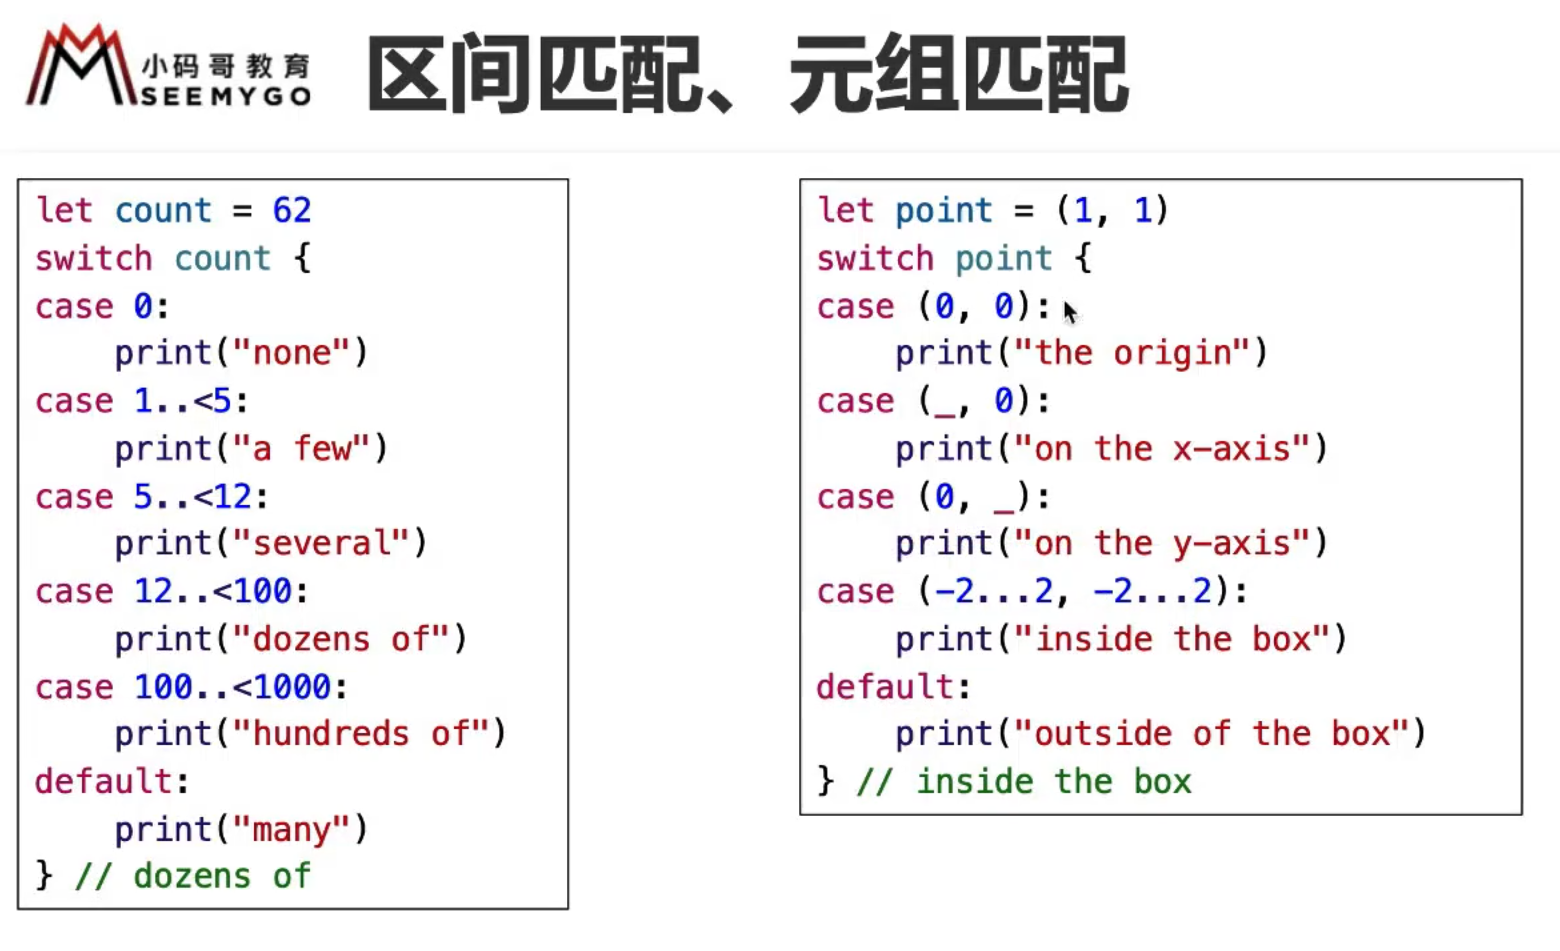 小码哥教育
SEEMYGO
区间匹配、元组匹配
let count = 62
switch count {
case 0:
    print("none")
case 1..<5:
    print("a few")
case 5..<12:
    print("several")
case 12..<100:
    print("dozens of")
case 100..<1000:
    print("hundreds of")
default:
    print("many")
} // dozens of
let point = (1, 1)
switch point {
case (0, 0):
    print("the origin")
case (_, 0):
    print("on the x-axis")
case (0, _):
    print("on the y-axis")
case (-2...2, -2...2):
    print("inside the box")
default:
    print("outside of the box")
} // inside the box